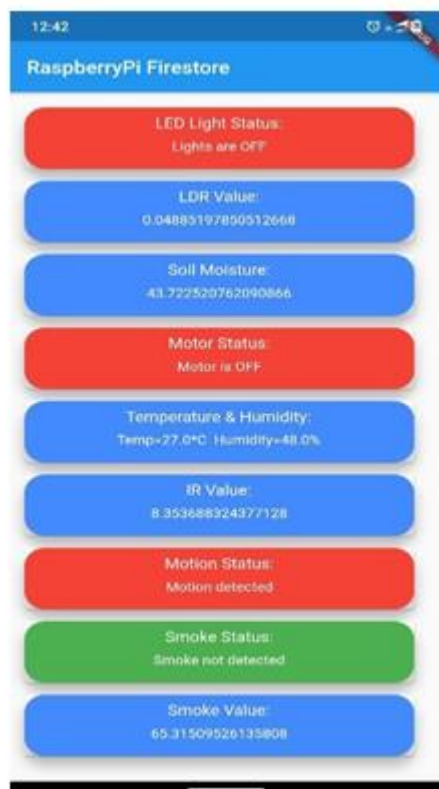 12:42
RaspberryPi Firestore
LED Light Status:
Lights are OFF
LDR Value:
0.04885197850512668
Soil Moisture:
43.722520762090866
Motor Status:
Motor is OFF
Temperature & Humidity:
Temp=27.0*C Humidity=48.0%
IR Value:
8.353688324377128
Motion Status:
Motion detected
Smoke Status:
Smoke not detected
Smoke Value:
65.31509526135808